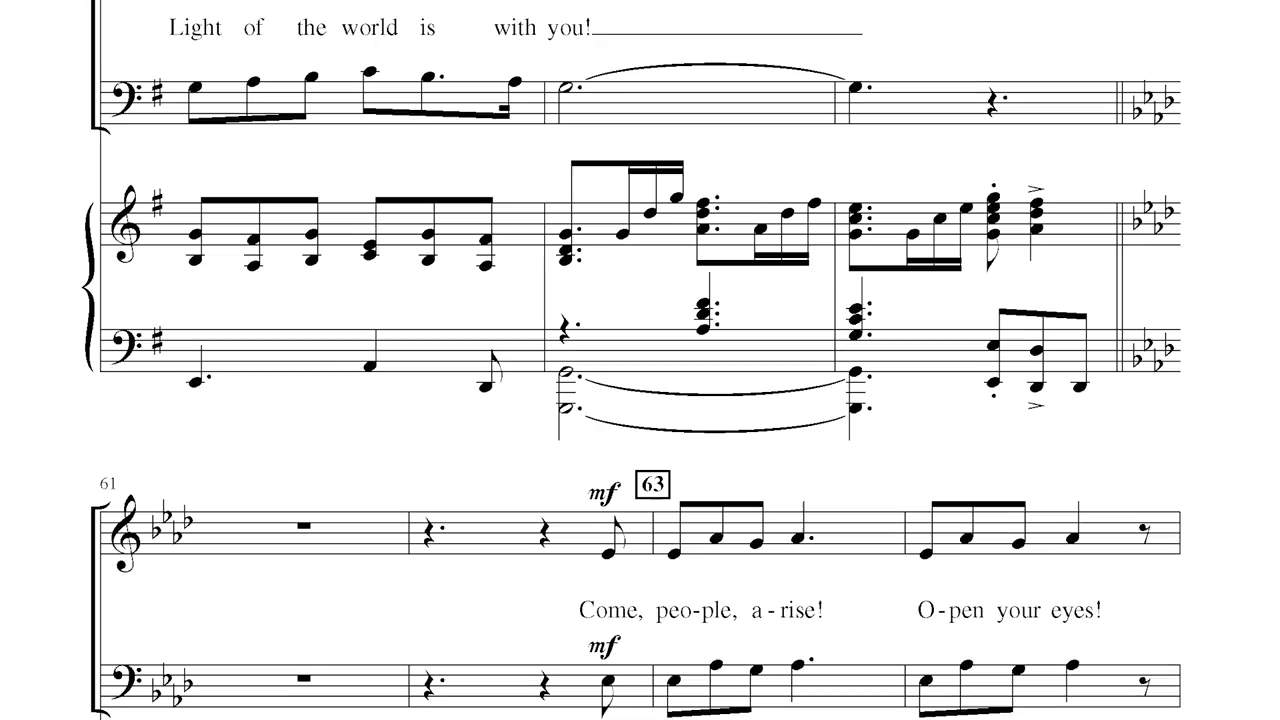 Light of the world is with you!
61
mf
63
Come, peo-ple, a-rise! O-pen your eyes!
mf